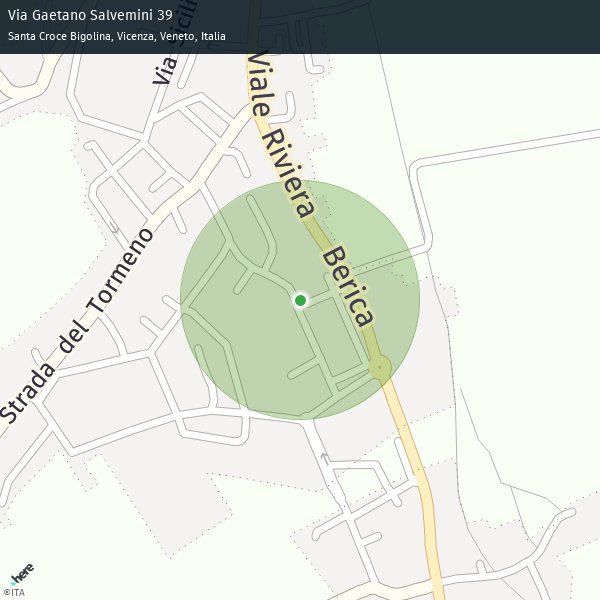 Via Gaetano Salvemini 39
Santa Croce Bigolina, Vicenza, Veneto, Italia
Viale Riviera Berica
Strada del Tormeno
here
©ITA